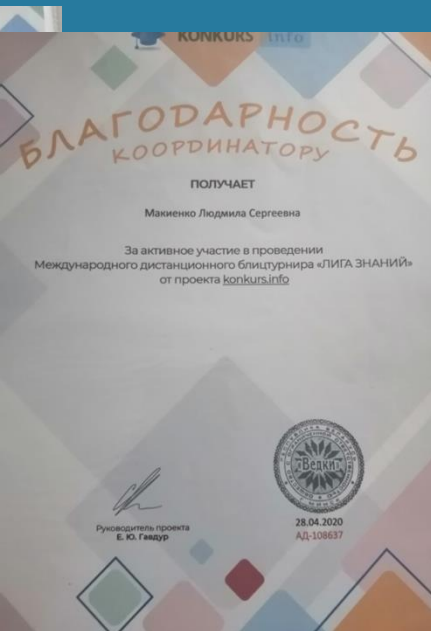 KONKURS info
БЛАГОДАРНОСТЬ
КООРДИНАТОРУ
ПОЛУЧАЕТ
Макиенко Людмила Сергеевна
За активное участие в проведении
Международного дистанционного блицтурнира «ЛИГА ЗНАНИЙ»
от проекта konkurs.info
«Ведки»
МИНСК
Руководитель проекта
Е. Ю. Гавдур
28.04.2020
АД-108637